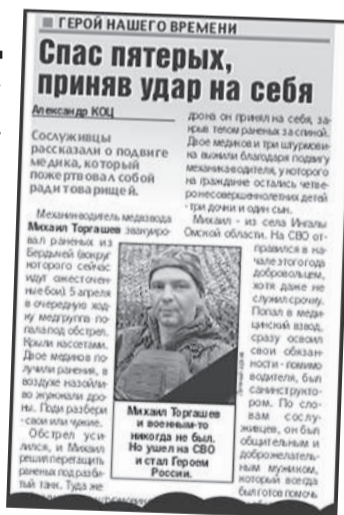 ГЕРОЙ НАШЕГО ВРЕМЕНИ
Спас пятерых,
принявший удар на себя
Александр КОЦ
Сослуживцы
рассказали о подвиге
медика, который
пожертвовал собой
ради товарищей.
Механик-водитель медвзвода
Михаил Торгашев эвакуиро-
вал раненых из
Бердычей (вокруг
которого сейчас
идут ожесточен-
ные бои). 5 апреля
в очередную ход-
ку медгруппа по-
пала под обстрел.
Крыли кассетами.
Двое медиков по-
лучили ранения, в
воздухе назойли-
во жужжали дро-
ны. Поди разбери
- свои или чужие.
Обстрел уси-
лился, и Михаил
решил перетащить
раненых под разби-
тый танк. Туда же
Михаил Торгашев
и военным-то
никогда не был.
Но ушел на СВО
и стал Героем
России.
дрона он принял на себя, за-
крыв телом раненых за спиной.
Двое медиков и три штурмови-
ка выжили благодаря подвигу
механика-водителя, у которого
на гражданке остались четве-
ро несовершеннолетних детей
- три дочки и один сын.
Михаил - из села Ингалы
Омской области. На СВО от-
правился в на-
чале этого года
добровольцем,
хотя даже не
служил срочку.
Попал в меди-
цинский взвод,
сразу освоил
свои обязан-
ности - помимо
водителя, был
санинструкто-
ром. По сло-
вам сослу-
живцев, он был
общительным и
доброжелатель-
ным мужиком,
который всегда
был готов помочь